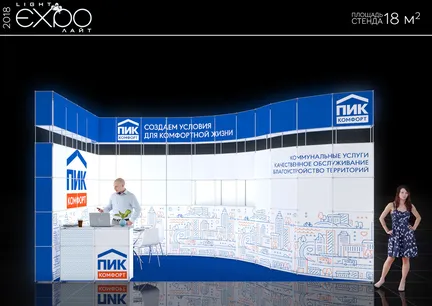 2018
LIGHT
EXPO
ЛАЙТ
ПЛОЩАДЬ
СТЕНДА 18 м²
ПИК
КОМФОРТ
СОЗДАЕМ УСЛОВИЯ
ДЛЯ КОМФОРТНОЙ ЖИЗНИ
ПИК
КОМФОРТ
ПИК
КОМФОРТ
КОММУНАЛЬНЫЕ УСЛУГИ
КАЧЕСТВЕННОЕ ОБСЛУЖИВАНИЕ
БЛАГОУСТРОЙСТВО ТЕРРИТОРИЙ
ПИК
КОМФОРТ